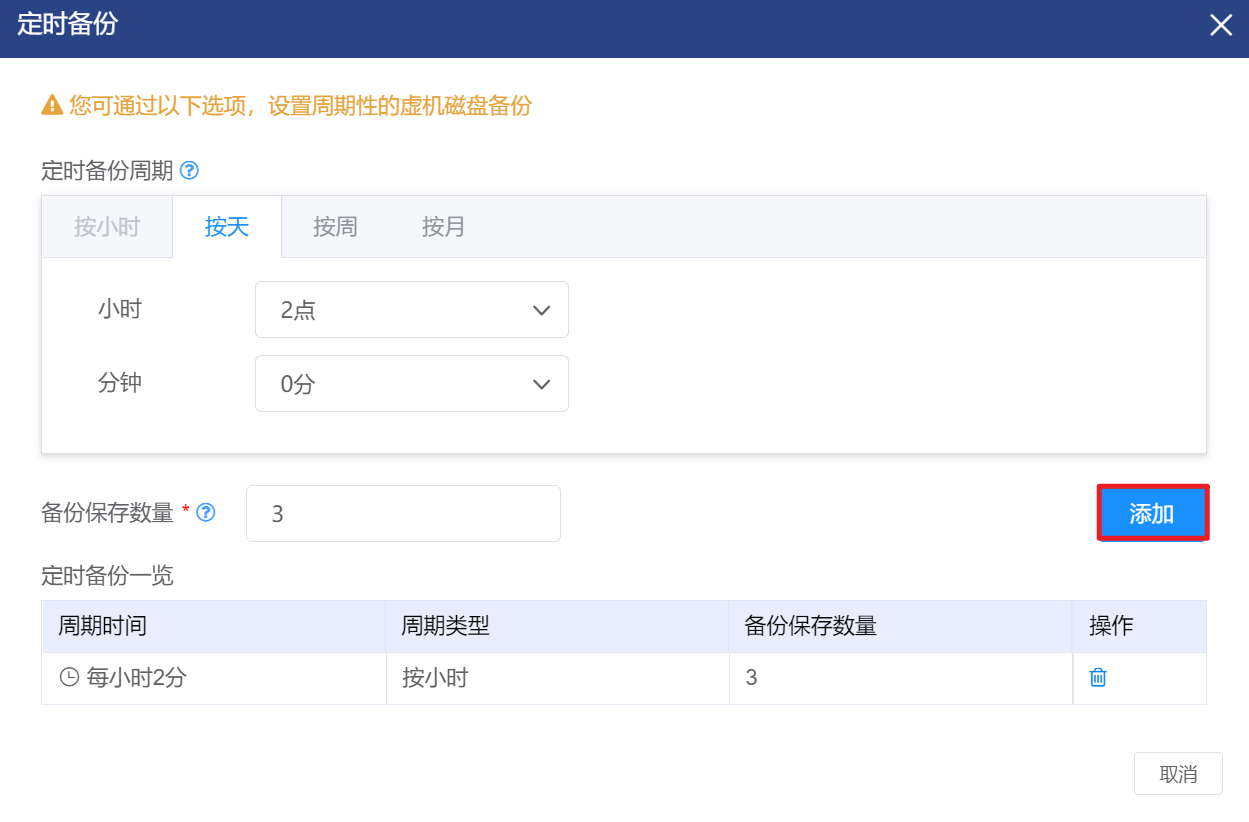 定时备份
您可通过以下选项，设置周期性的虚机磁盘备份
定时备份周期
按小时 按天 按周 按月
小时 2点
分钟 0分
备份保存数量 * 3 添加
定时备份一览
周期时间 周期类型 备份保存数量 操作
每小时2分 按小时 3
取消